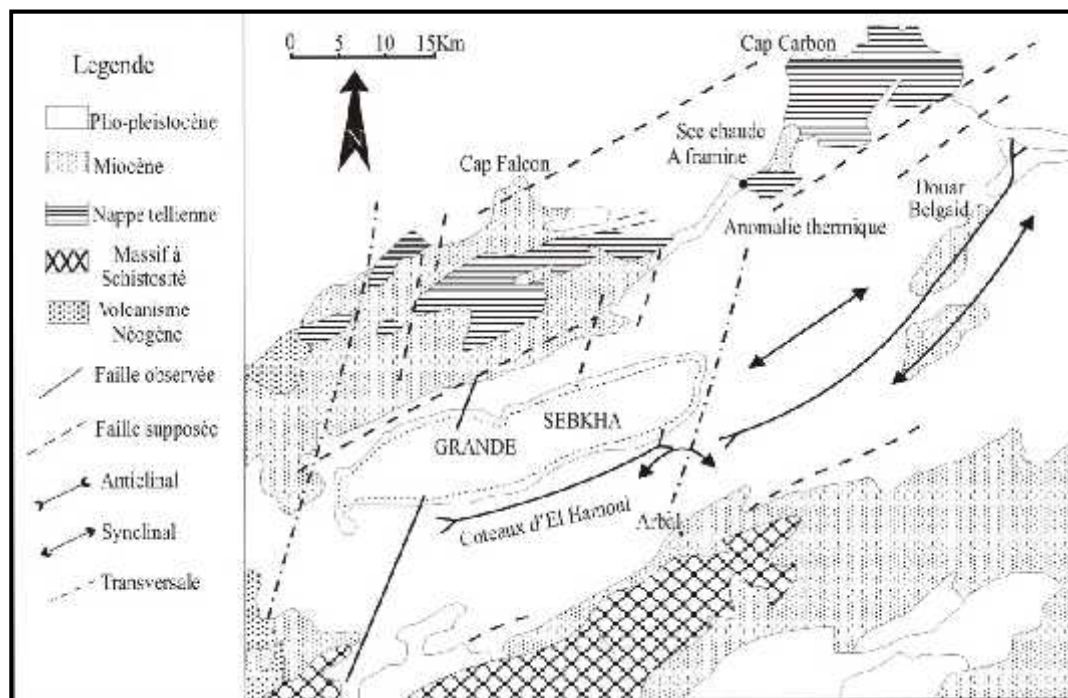 Legende
Plio-pleistocène
Miocène
Nappe tellienne
Massif à
Schistosité
Volcanisme
Néogène
Faille observée
Faille supposée
Anticlinal
Synclinal
Transversale
0 5 10 15Km
N
Cap Carbon
Cap Falcon
Sce chaude
A framine
Douar
Belgaid
Anomalie thermique
SEBKHA
GRANDE
Coteaux d'El Hamoul
Arbal